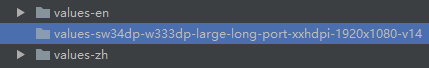 values-en
values-sw34dp-w333dp-large-long-port-xxhdpi-1920x1080-v14
values-zh